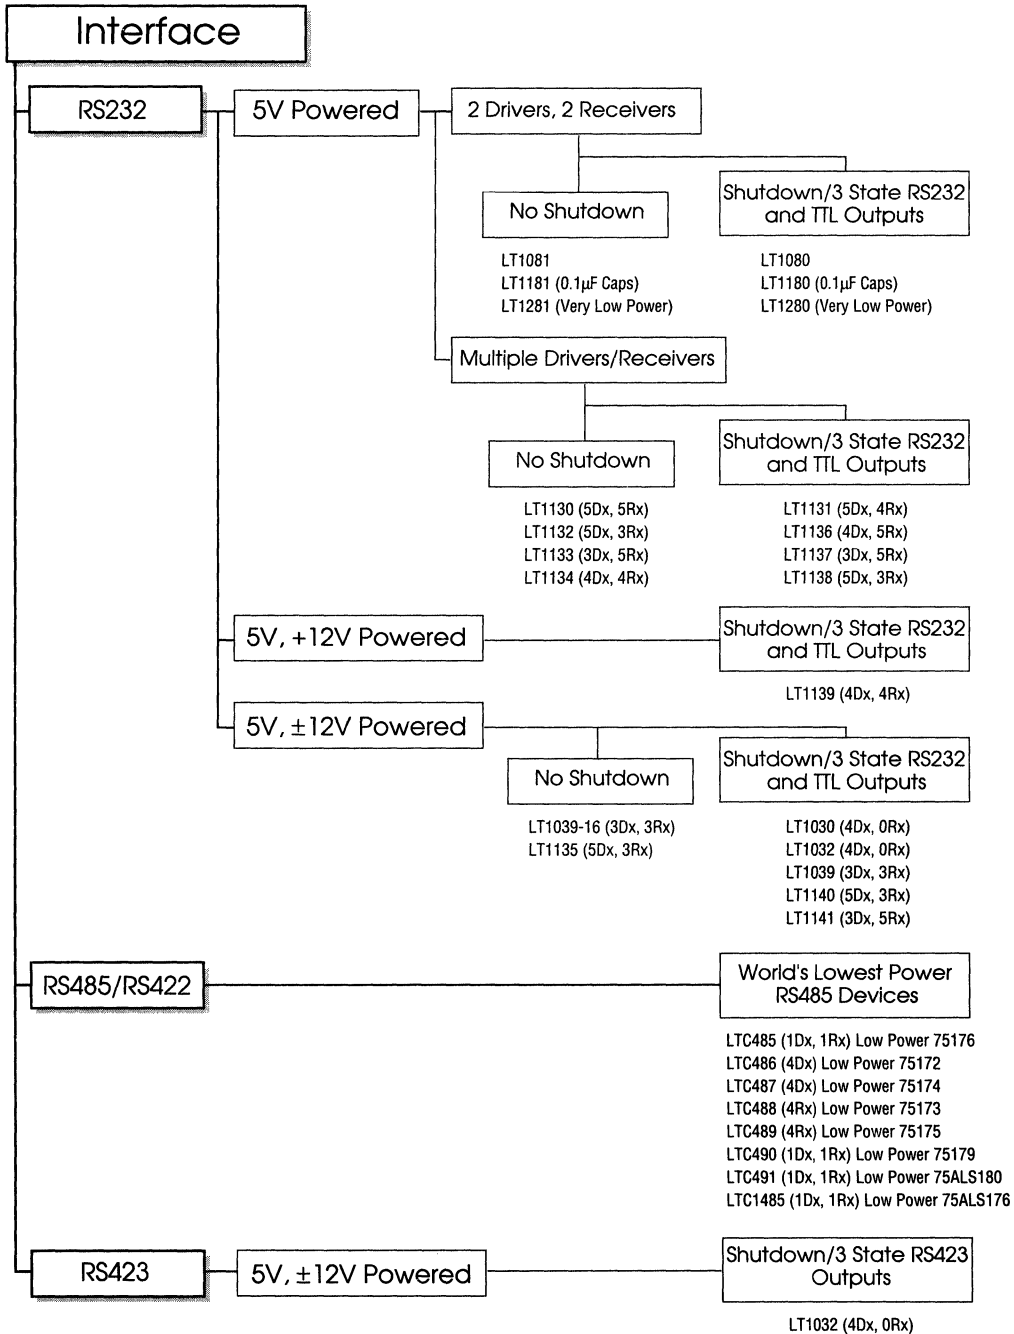 Interface
RS232
5V Powered
2 Drivers, 2 Receivers
No Shutdown
LT1081
LT1181 (0.1µF Caps)
LT1281 (Very Low Power)
Shutdown/3 State RS232
and TTL Outputs
LT1080
LT1180 (0.1µF Caps)
LT1280 (Very Low Power)
Multiple Drivers/Receivers
No Shutdown
LT1130 (5Dx, 5Rx)
LT1132 (5Dx, 3Rx)
LT1133 (3Dx, 5Rx)
LT1134 (4Dx, 4Rx)
Shutdown/3 State RS232
and TTL Outputs
LT1131 (5Dx, 4Rx)
LT1136 (4Dx, 5Rx)
LT1137 (3Dx, 5Rx)
LT1138 (5Dx, 3Rx)
5V, +12V Powered
Shutdown/3 State RS232
and TTL Outputs
LT1139 (4Dx, 4Rx)
5V, ±12V Powered
No Shutdown
LT1039-16 (3Dx, 3Rx)
LT1135 (5Dx, 3Rx)
Shutdown/3 State RS232
and TTL Outputs
LT1030 (4Dx, 0Rx)
LT1032 (4Dx, 0Rx)
LT1039 (3Dx, 3Rx)
LT1140 (5Dx, 3Rx)
LT1141 (3Dx, 5Rx)
RS485/RS422
World's Lowest Power
RS485 Devices
LTC485 (1Dx, 1Rx) Low Power 75176
LTC486 (4Dx) Low Power 75172
LTC487 (4Dx) Low Power 75174
LTC488 (4Rx) Low Power 75173
LTC489 (4Rx) Low Power 75175
LTC490 (1Dx, 1Rx) Low Power 75179
LTC491 (1Dx, 1Rx) Low Power 75ALS180
LTC1485 (1Dx, 1Rx) Low Power 75ALS176
RS423
5V, ±12V Powered
Shutdown/3 State RS423
Outputs
LT1032 (4Dx, 0Rx)